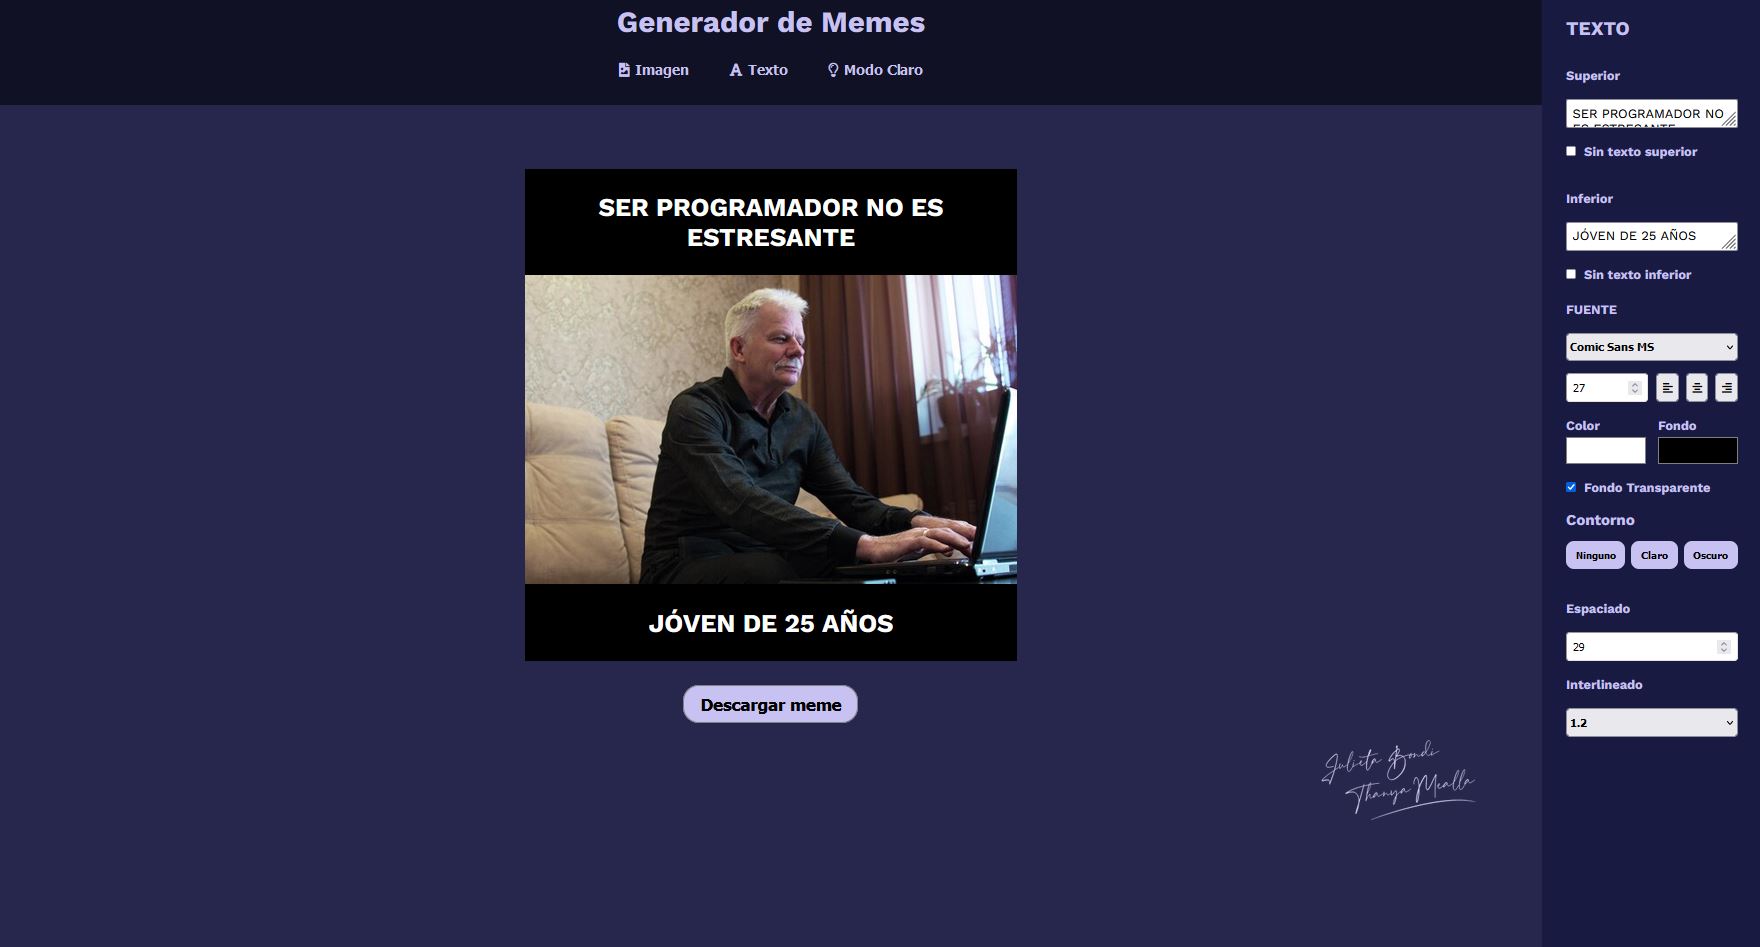 Generador de Memes
Imagen
Texto
Modo Claro
SER PROGRAMADOR NO ES
ESTRESANTE
JÓVEN DE 25 AÑOS
Descargar meme
Julieta Bondi
Thanya Mealla
TEXTO
Superior
SER PROGRAMADOR NO
ES ESTRESANTE
Sin texto superior
Inferior
JÓVEN DE 25 AÑOS
Sin texto inferior
FUENTE
Comic Sans MS
27
Color
Fondo
Fondo Transparente
Contorno
Ninguno
Claro
Oscuro
Espaciado
29
Interlineado
1.2